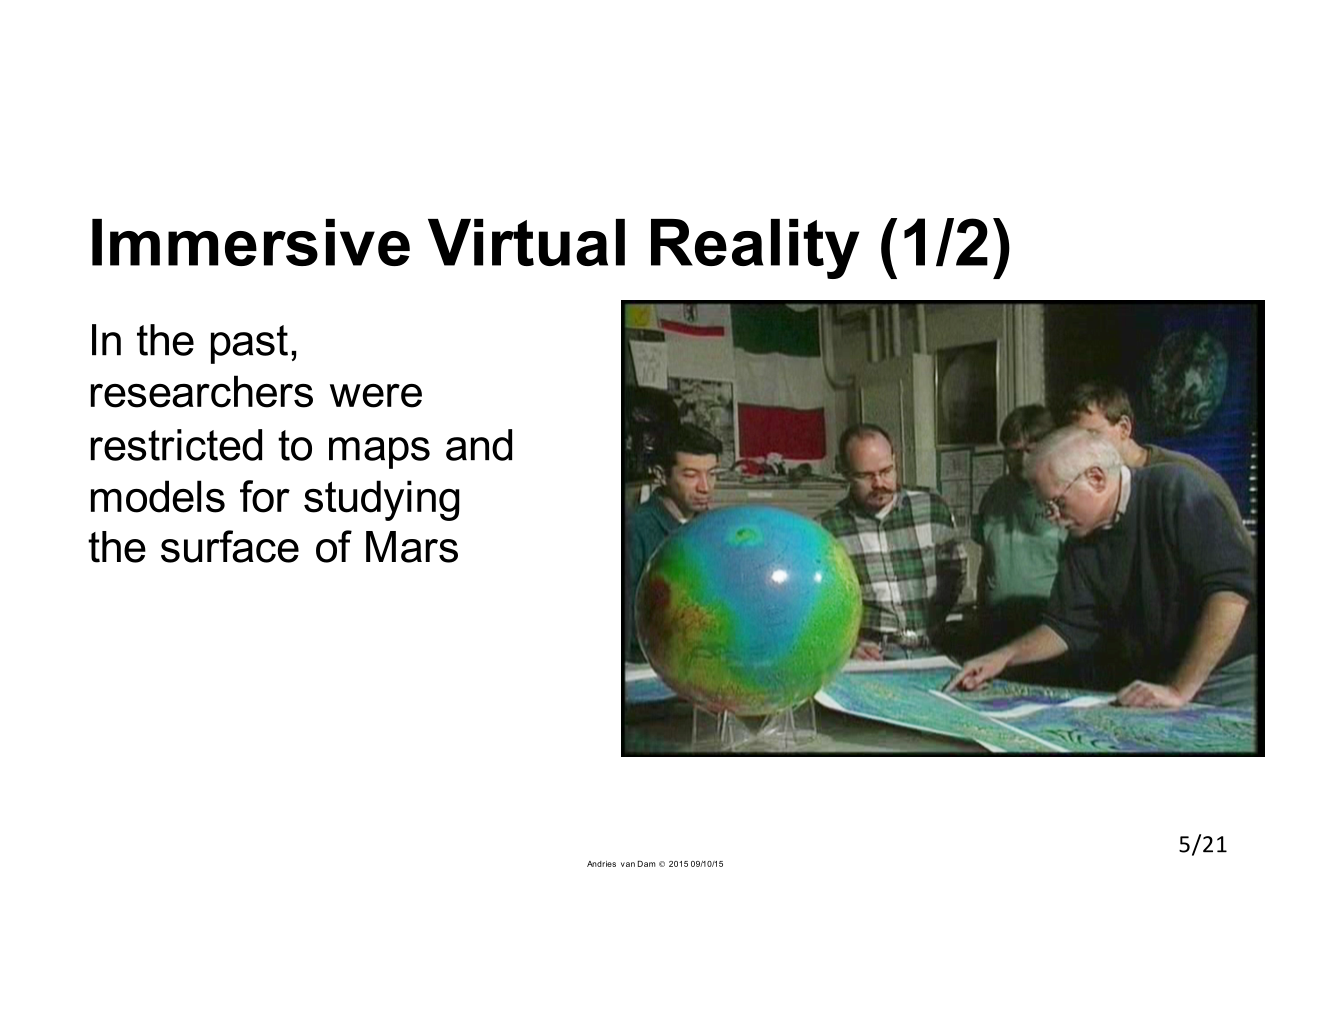 Immersive Virtual Reality (1/2)
In the past,
researchers were
restricted to maps and
models for studying
the surface of Mars
5/21
Andries van Dam © 2015 09/10/15